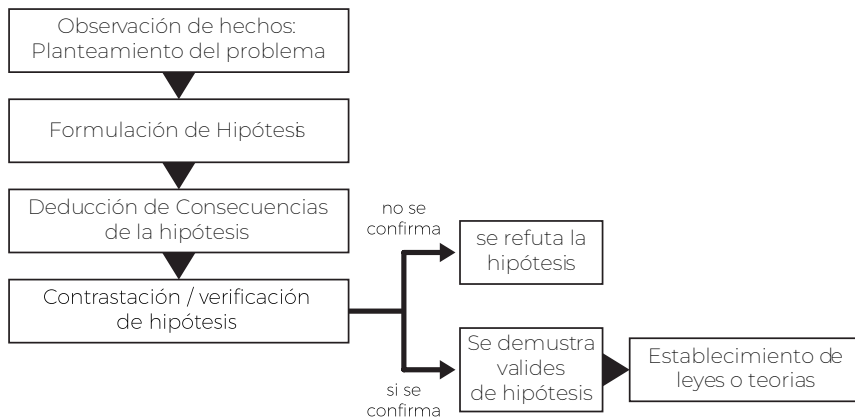 Observación de hechos:
Planteamiento del problema
Formulación de Hipótesis
Deducción de Consecuencias
de la hipótesis
Contrastación / verificación
de hipótesis
no se
confirma
se refuta la
hipótesis
si se
confirma
Se demustra
valides
de hipótesis
Establecimiento de
leyes o teorias